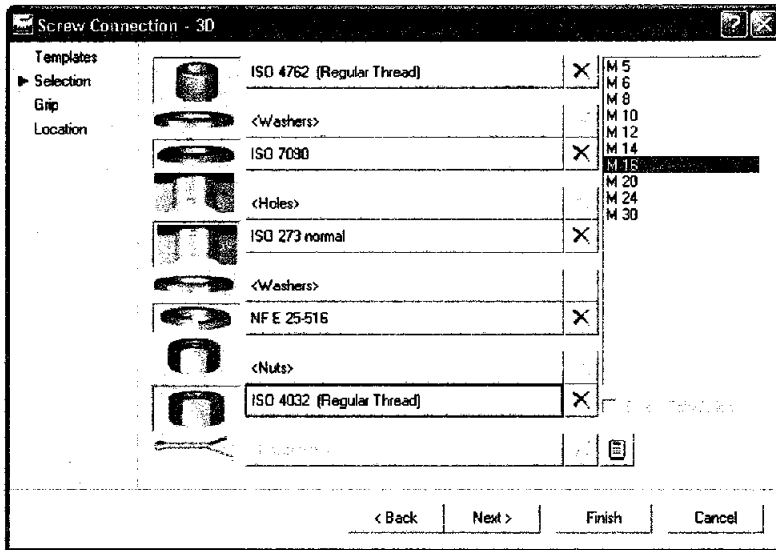 Screw Connection - 3D
Templates
Selection
Grip
Location
ISO 4762 (Regular Thread)
<Washers>
ISO 7090
<Holes>
ISO 273 normal
<Washers>
NF E 25-516
<Nuts>
ISO 4032 (Regular Thread)
M 5
M 6
M 8
M 10
M 12
M 14
M 16
M 20
M 24
M 30
< Back
Next >
Finish
Cancel